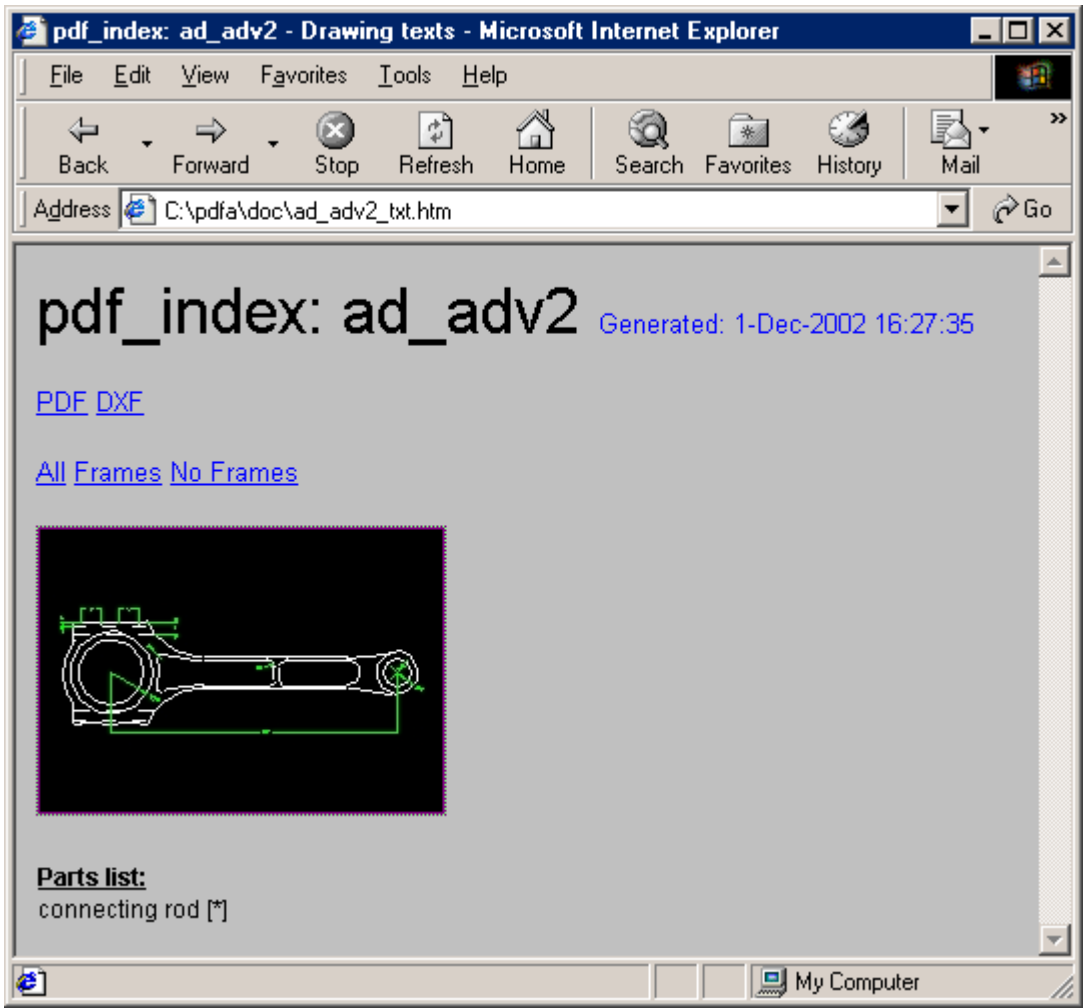 pdf_index: ad_adv2 - Drawing texts - Microsoft Internet Explorer
File Edit View Favorites Tools Help
Back Forward Stop Refresh Home Search Favorites History Mail »
Address C:\pdfa\doc\ad_adv2_txt.htm Go
pdf_index: ad_adv2 Generated: 1-Dec-2002 16:27:35
PDF DXF
All Frames No Frames
Parts list:
connecting rod [*]
My Computer